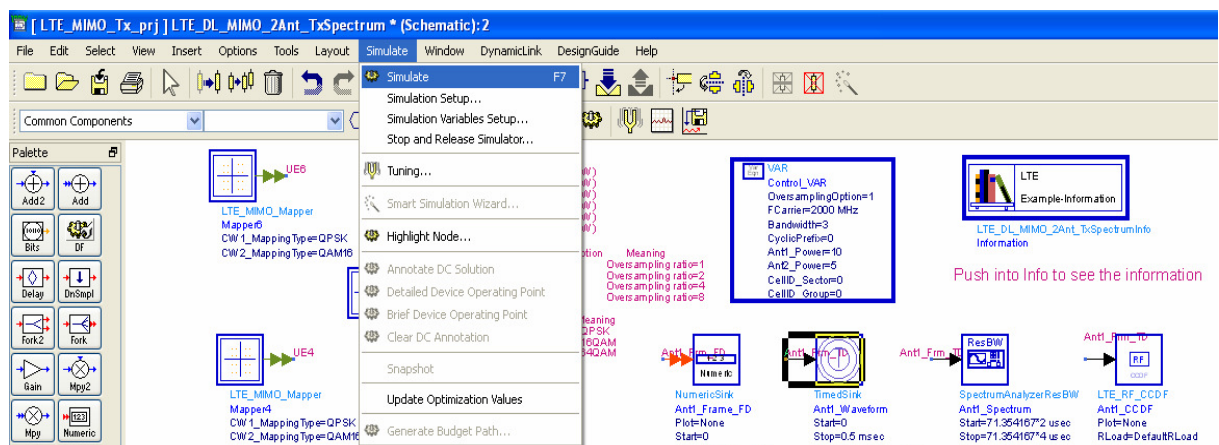 [ LTE_MIMO_Tx_prj ] LTE_DL_MIMO_2Ant_TxSpectrum * (Schematic):2
File Edit Select View Insert Options Tools Layout Simulate Window DynamicLink DesignGuide Help
Common Components
Palette
Add2
Add
Bits
DF
Delay
DnSmpl
Fork2
Fork
Gain
Mpy2
Mpy
Numeric
Simulate F7
Simulation Setup...
Simulation Variables Setup...
Stop and Release Simulator...
Tuning...
Smart Simulation Wizard...
Highlight Node...
Annotate DC Solution
Detailed Device Operating Point
Brief Device Operating Point
Clear DC Annotation
Snapshot
Update Optimization Values
Generate Budget Path...
UE6
LTE_MIMO_Mapper
Mapper6
CW1_MappingType=QPSK
CW2_MappingType=QAM16
UE4
LTE_MIMO_Mapper
Mapper4
CW1_MappingType=QPSK
CW2_MappingType=QAM16
Meaning
Oversampling ratio=1
Oversampling ratio=2
Oversampling ratio=4
Oversampling ratio=8
VAR
Control_VAR
OversamplingOption=1
FCarrier=2000 MHz
Bandwidth=3
CyclicPrefix=0
Ant1_Power=10
Ant2_Power=5
CellID_Sector=0
CellID_Group=0
LTE
Example-Information
LTE_DL_MIMO_2Ant_TxSpectrumInfo
Information
Push into Info to see the information
Ant1_Frm_FD
123
Numeric
NumericSink
Ant1_Frame_FD
Plot=None
Start=0
Ant1_Frm_TD
TimedSink
Ant1_Waveform
Start=0
Stop=0.5 msec
Ant1_Frm_TD
ResBW
SpectrumAnalyzerResBW
Ant1_Spectrum
Start=71.354167*2 usec
Stop=71.354167*4 usec
Ant1_Frm_TD
RF
CCDF
LTE_RF_CCDF
Ant1_CCDF
Plot=None
RLoad=DefaultRLoad